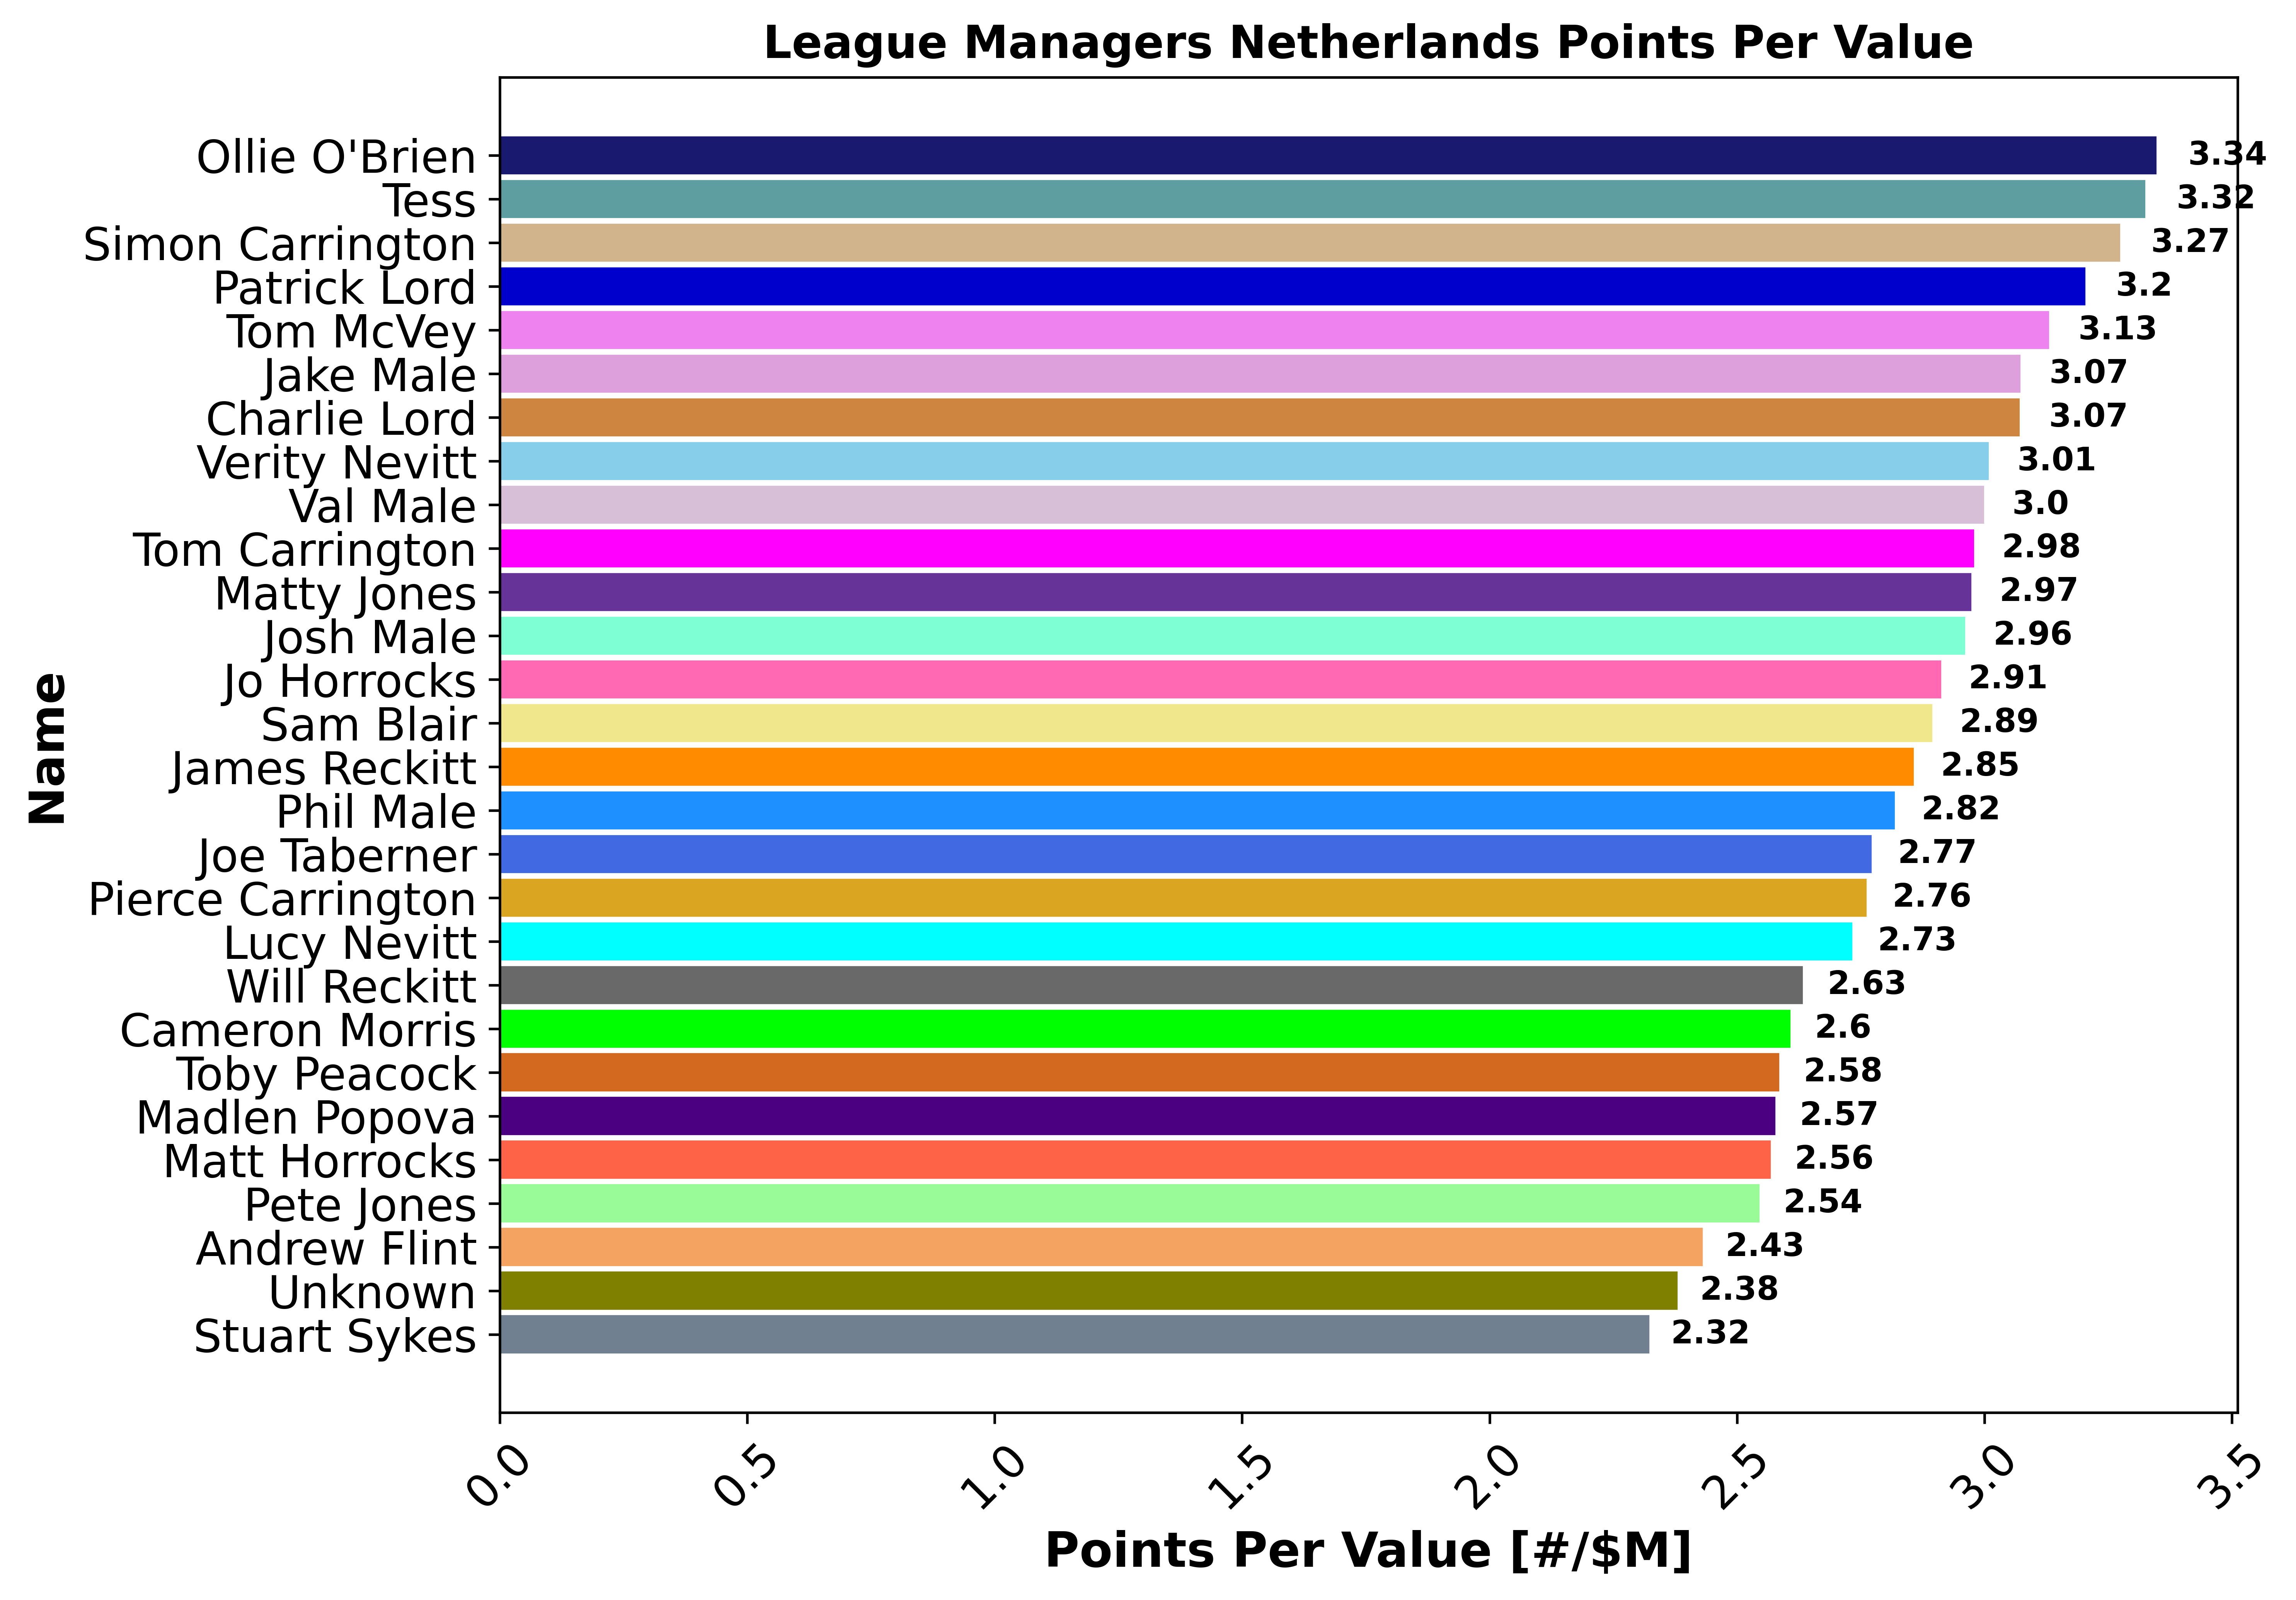 League Managers Netherlands Points Per Value
Ollie O'Brien 3.34
Tess 3.32
Simon Carrington 3.27
Patrick Lord 3.2
Tom McVey 3.13
Jake Male 3.07
Charlie Lord 3.07
Verity Nevitt 3.01
Val Male 3.0
Tom Carrington 2.98
Matty Jones 2.97
Josh Male 2.96
Jo Horrocks 2.91
Sam Blair 2.89
James Reckitt 2.85
Phil Male 2.82
Joe Taberner 2.77
Pierce Carrington 2.76
Lucy Nevitt 2.73
Will Reckitt 2.63
Cameron Morris 2.6
Toby Peacock 2.58
Madlen Popova 2.57
Matt Horrocks 2.56
Pete Jones 2.54
Andrew Flint 2.43
Unknown 2.38
Stuart Sykes 2.32
Name
0.0 0.5 1.0 1.5 2.0 2.5 3.0 3.5
Points Per Value [#/$M]